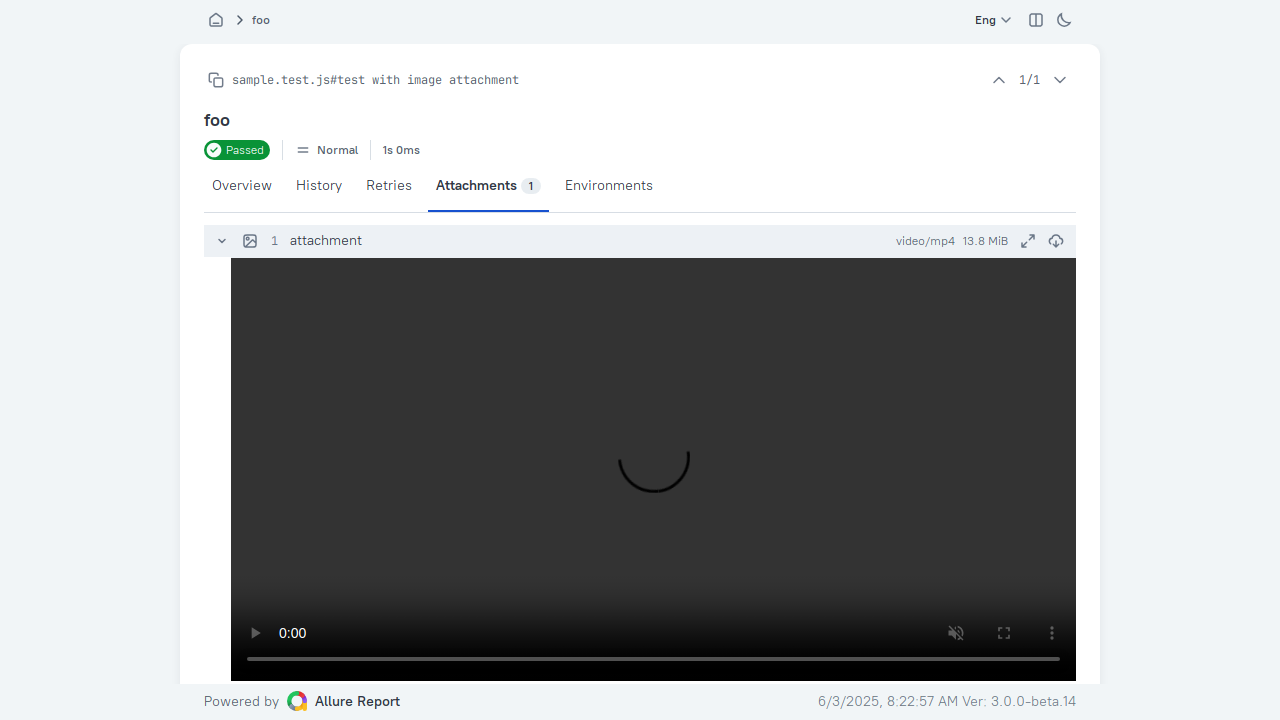 foo
Eng
sample.test.js#test with image attachment
1/1
foo
Passed
Normal
1s 0ms
Overview
History
Retries
Attachments 1
Environments
1 attachment
video/mp4 13.8 MiB
0:00
Powered by Allure Report
6/3/2025, 8:22:57 AM Ver: 3.0.0-beta.14